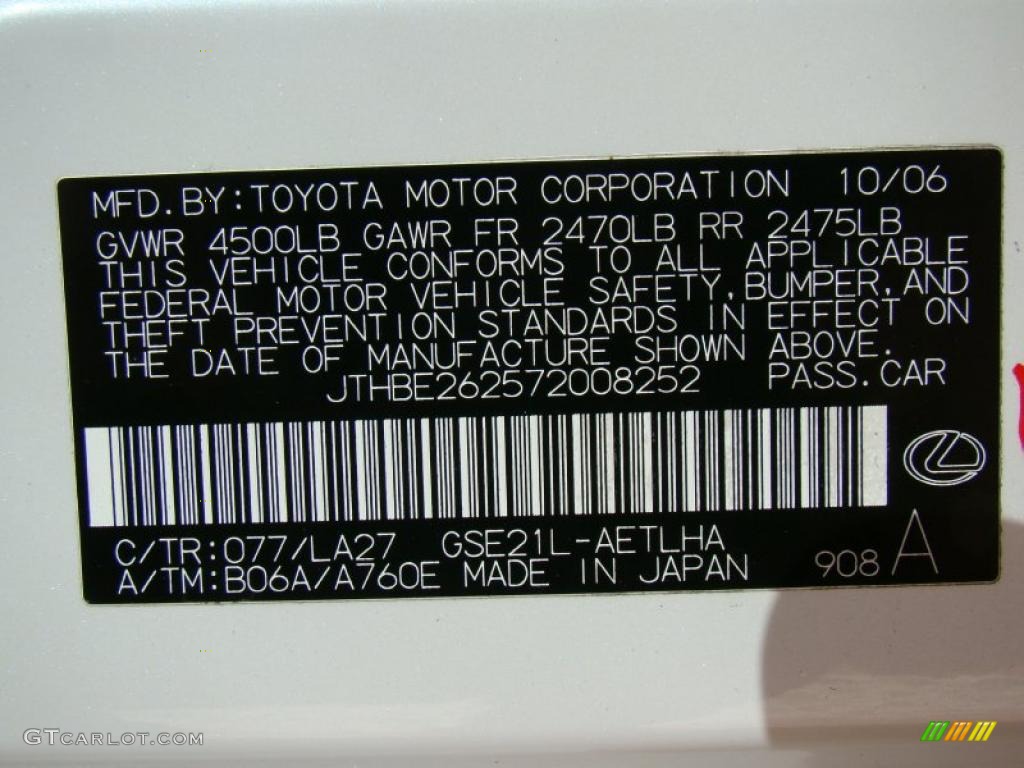 MFD.BY:TOYOTA MOTOR CORPORATION 10/06
GVWR 4500LB GAWR FR 2470LB RR 2475LB
THIS VEHICLE CONFORMS TO ALL APPLICABLE
FEDERAL MOTOR VEHICLE SAFETY,BUMPER,AND
THEFT PREVENTION STANDARDS IN EFFECT ON
THE DATE OF MANUFACTURE SHOWN ABOVE.
JTHBE262572008252 PASS.CAR
C/TR:077/LA27 GSE21L-AETLHA
A/TM:B06A/A760E MADE IN JAPAN 908 A
GTCARLOT.COM